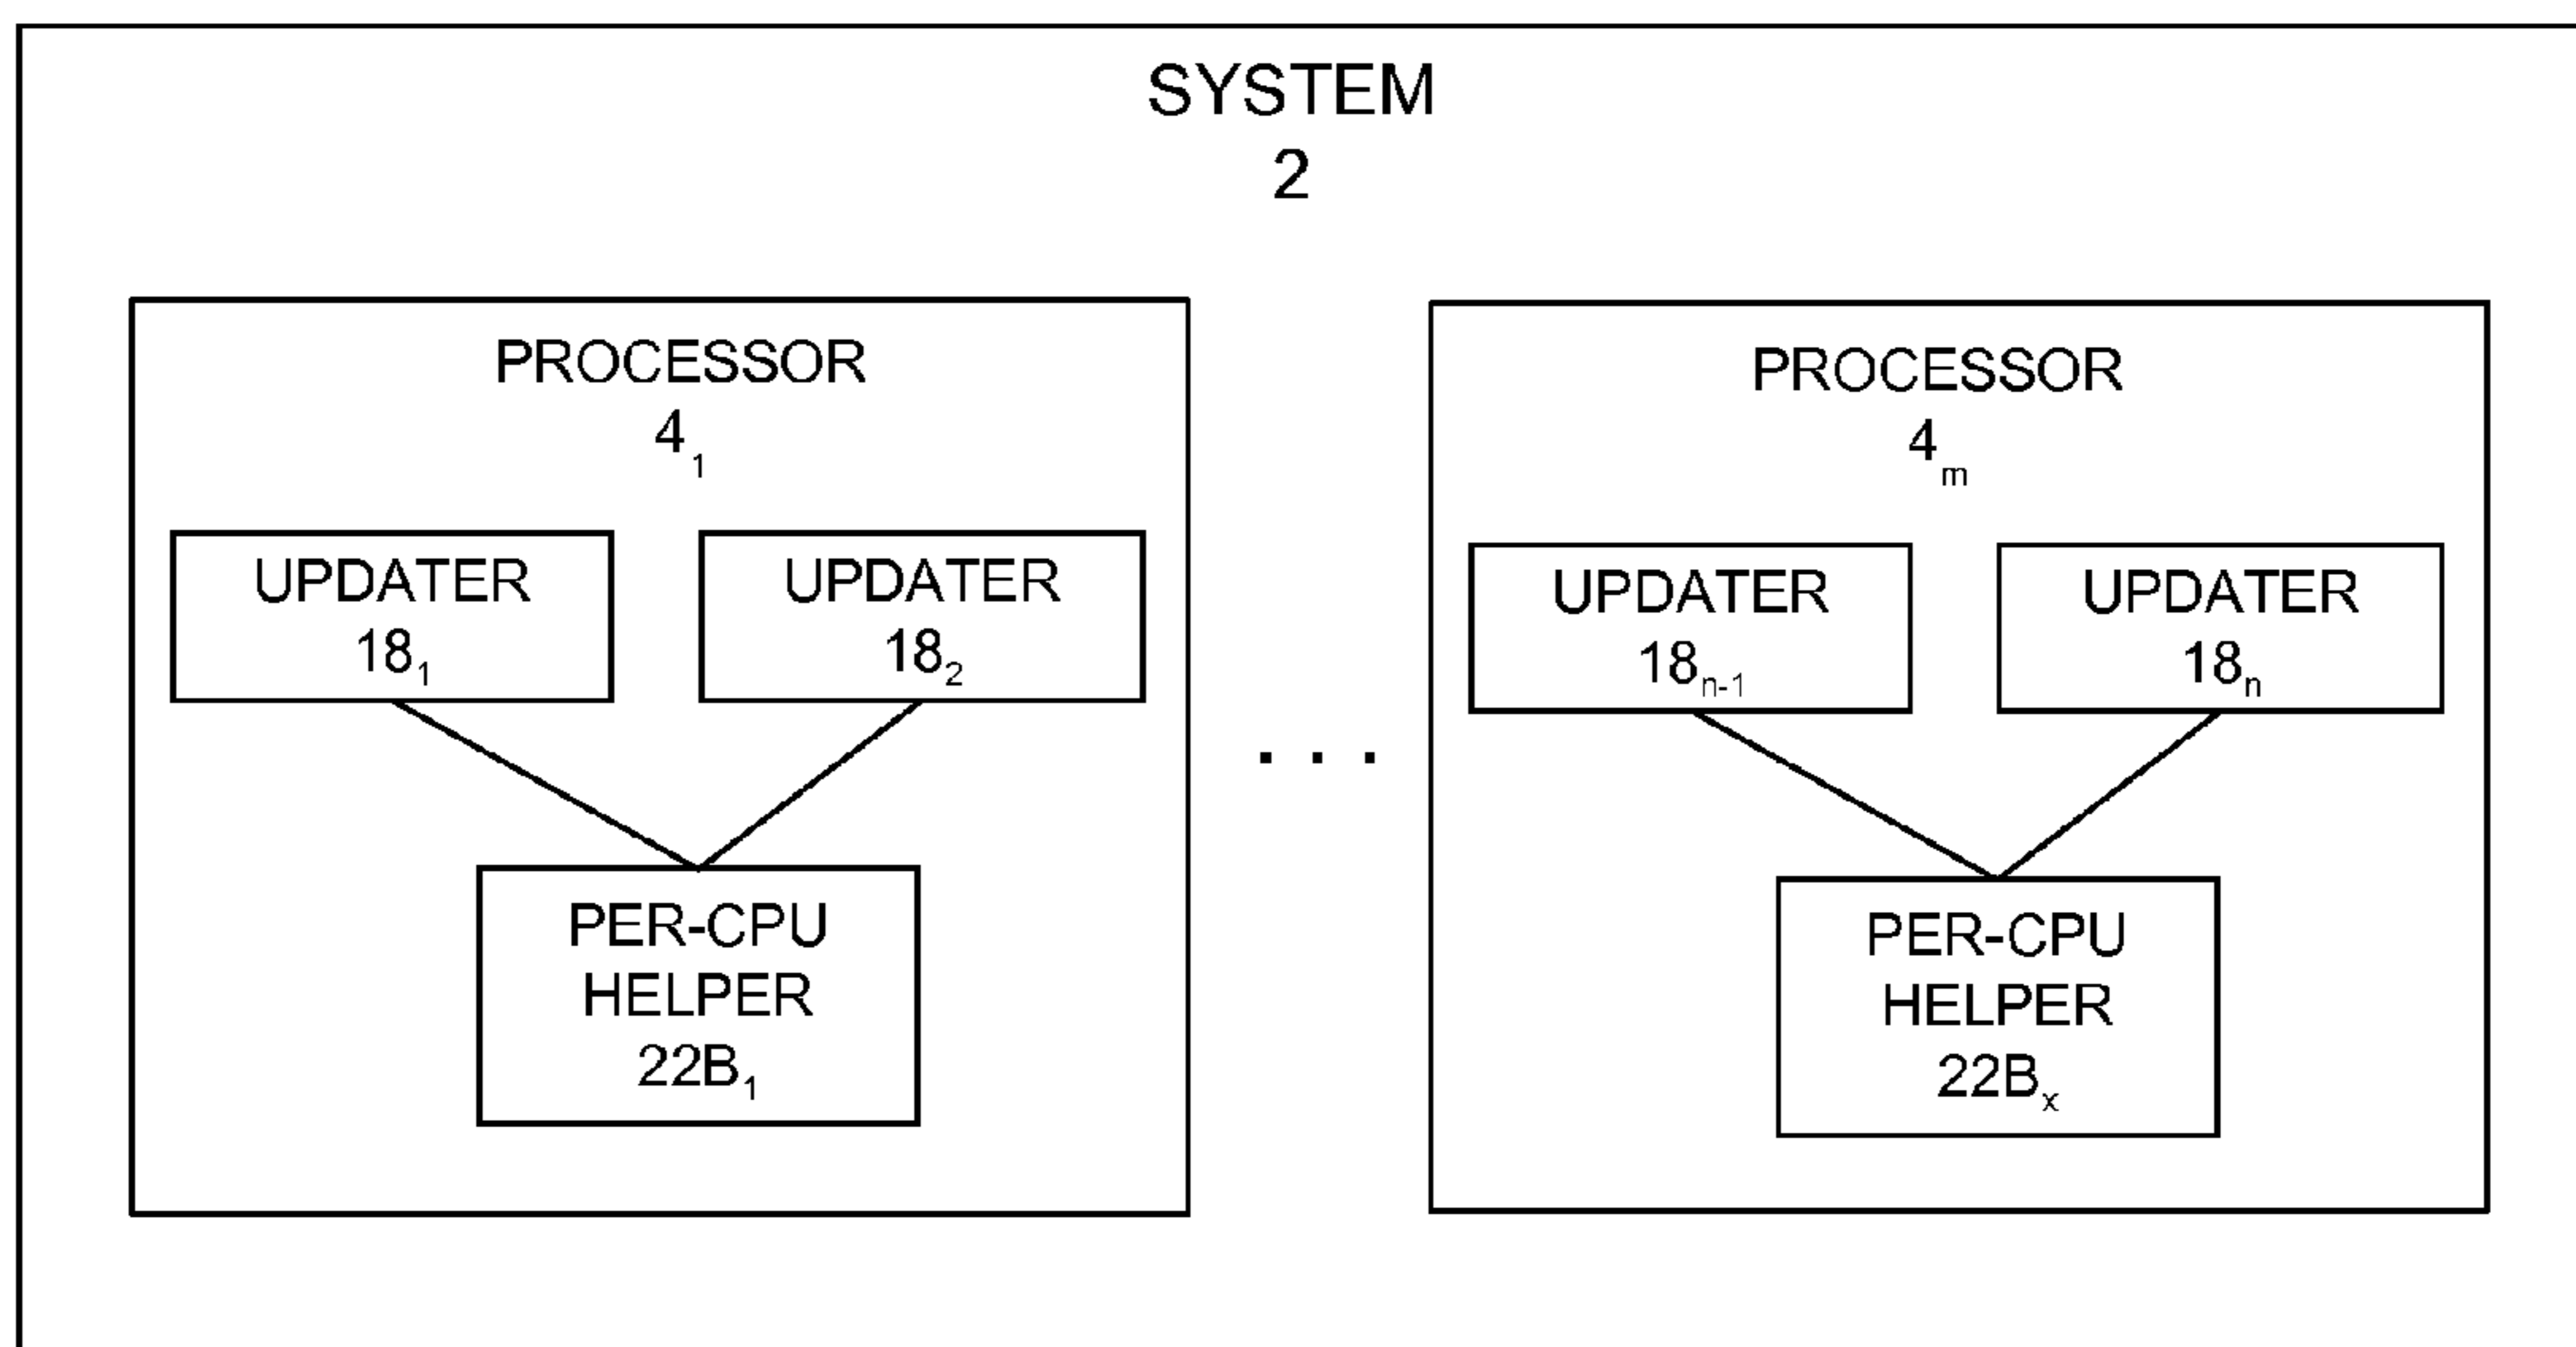 SYSTEM
2
PROCESSOR
4₁
UPDATER
18₁
UPDATER
18₂
PER-CPU
HELPER
22B₁
. . .
PROCESSOR
4ₘ
UPDATER
18ₙ₋₁
UPDATER
18ₙ
PER-CPU
HELPER
22Bₓ